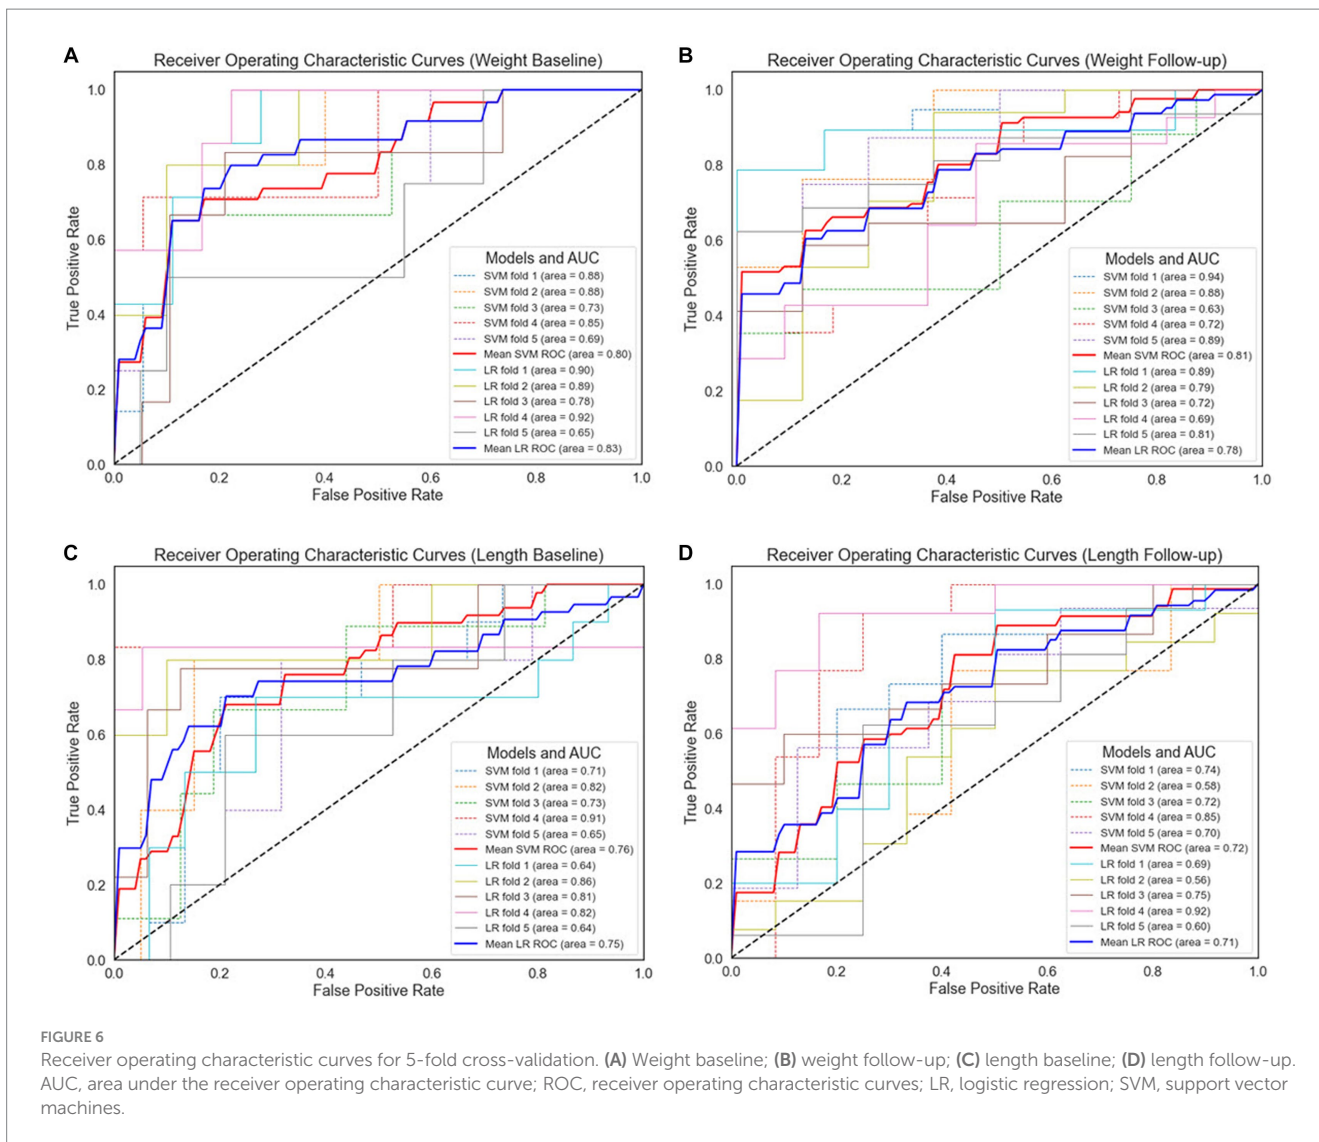 A
Receiver Operating Characteristic Curves (Weight Baseline)
True Positive Rate
1.0
0.8
0.6
0.4
0.2
0.0
Models and AUC
SVM fold 1 (area = 0.88)
SVM fold 2 (area = 0.88)
SVM fold 3 (area = 0.73)
SVM fold 4 (area = 0.85)
SVM fold 5 (area = 0.69)
Mean SVM ROC (area = 0.80)
LR fold 1 (area = 0.90)
LR fold 2 (area = 0.89)
LR fold 3 (area = 0.78)
LR fold 4 (area = 0.92)
LR fold 5 (area = 0.65)
Mean LR ROC (area = 0.83)
0.0 0.2 0.4 0.6 0.8 1.0
False Positive Rate
B
Receiver Operating Characteristic Curves (Weight Follow-up)
True Positive Rate
1.0
0.8
0.6
0.4
0.2
0.0
Models and AUC
SVM fold 1 (area = 0.94)
SVM fold 2 (area = 0.88)
SVM fold 3 (area = 0.63)
SVM fold 4 (area = 0.72)
SVM fold 5 (area = 0.89)
Mean SVM ROC (area = 0.81)
LR fold 1 (area = 0.89)
LR fold 2 (area = 0.79)
LR fold 3 (area = 0.72)
LR fold 4 (area = 0.69)
LR fold 5 (area = 0.81)
Mean LR ROC (area = 0.78)
0.0 0.2 0.4 0.6 0.8 1.0
False Positive Rate
C
Receiver Operating Characteristic Curves (Length Baseline)
True Positive Rate
1.0
0.8
0.6
0.4
0.2
0.0
Models and AUC
SVM fold 1 (area = 0.71)
SVM fold 2 (area = 0.82)
SVM fold 3 (area = 0.73)
SVM fold 4 (area = 0.91)
SVM fold 5 (area = 0.65)
Mean SVM ROC (area = 0.76)
LR fold 1 (area = 0.64)
LR fold 2 (area = 0.86)
LR fold 3 (area = 0.81)
LR fold 4 (area = 0.82)
LR fold 5 (area = 0.64)
Mean LR ROC (area = 0.75)
0.0 0.2 0.4 0.6 0.8 1.0
False Positive Rate
D
Receiver Operating Characteristic Curves (Length Follow-up)
True Positive Rate
1.0
0.8
0.6
0.4
0.2
0.0
Models and AUC
SVM fold 1 (area = 0.74)
SVM fold 2 (area = 0.58)
SVM fold 3 (area = 0.72)
SVM fold 4 (area = 0.85)
SVM fold 5 (area = 0.70)
Mean SVM ROC (area = 0.72)
LR fold 1 (area = 0.69)
LR fold 2 (area = 0.56)
LR fold 3 (area = 0.75)
LR fold 4 (area = 0.92)
LR fold 5 (area = 0.60)
Mean LR ROC (area = 0.71)
0.0 0.2 0.4 0.6 0.8 1.0
False Positive Rate
FIGURE 6
Receiver operating characteristic curves for 5-fold cross-validation. (A) Weight baseline; (B) weight follow-up; (C) length baseline; (D) length follow-up.
AUC, area under the receiver operating characteristic curve; ROC, receiver operating characteristic curves; LR, logistic regression; SVM, support vector
machines.